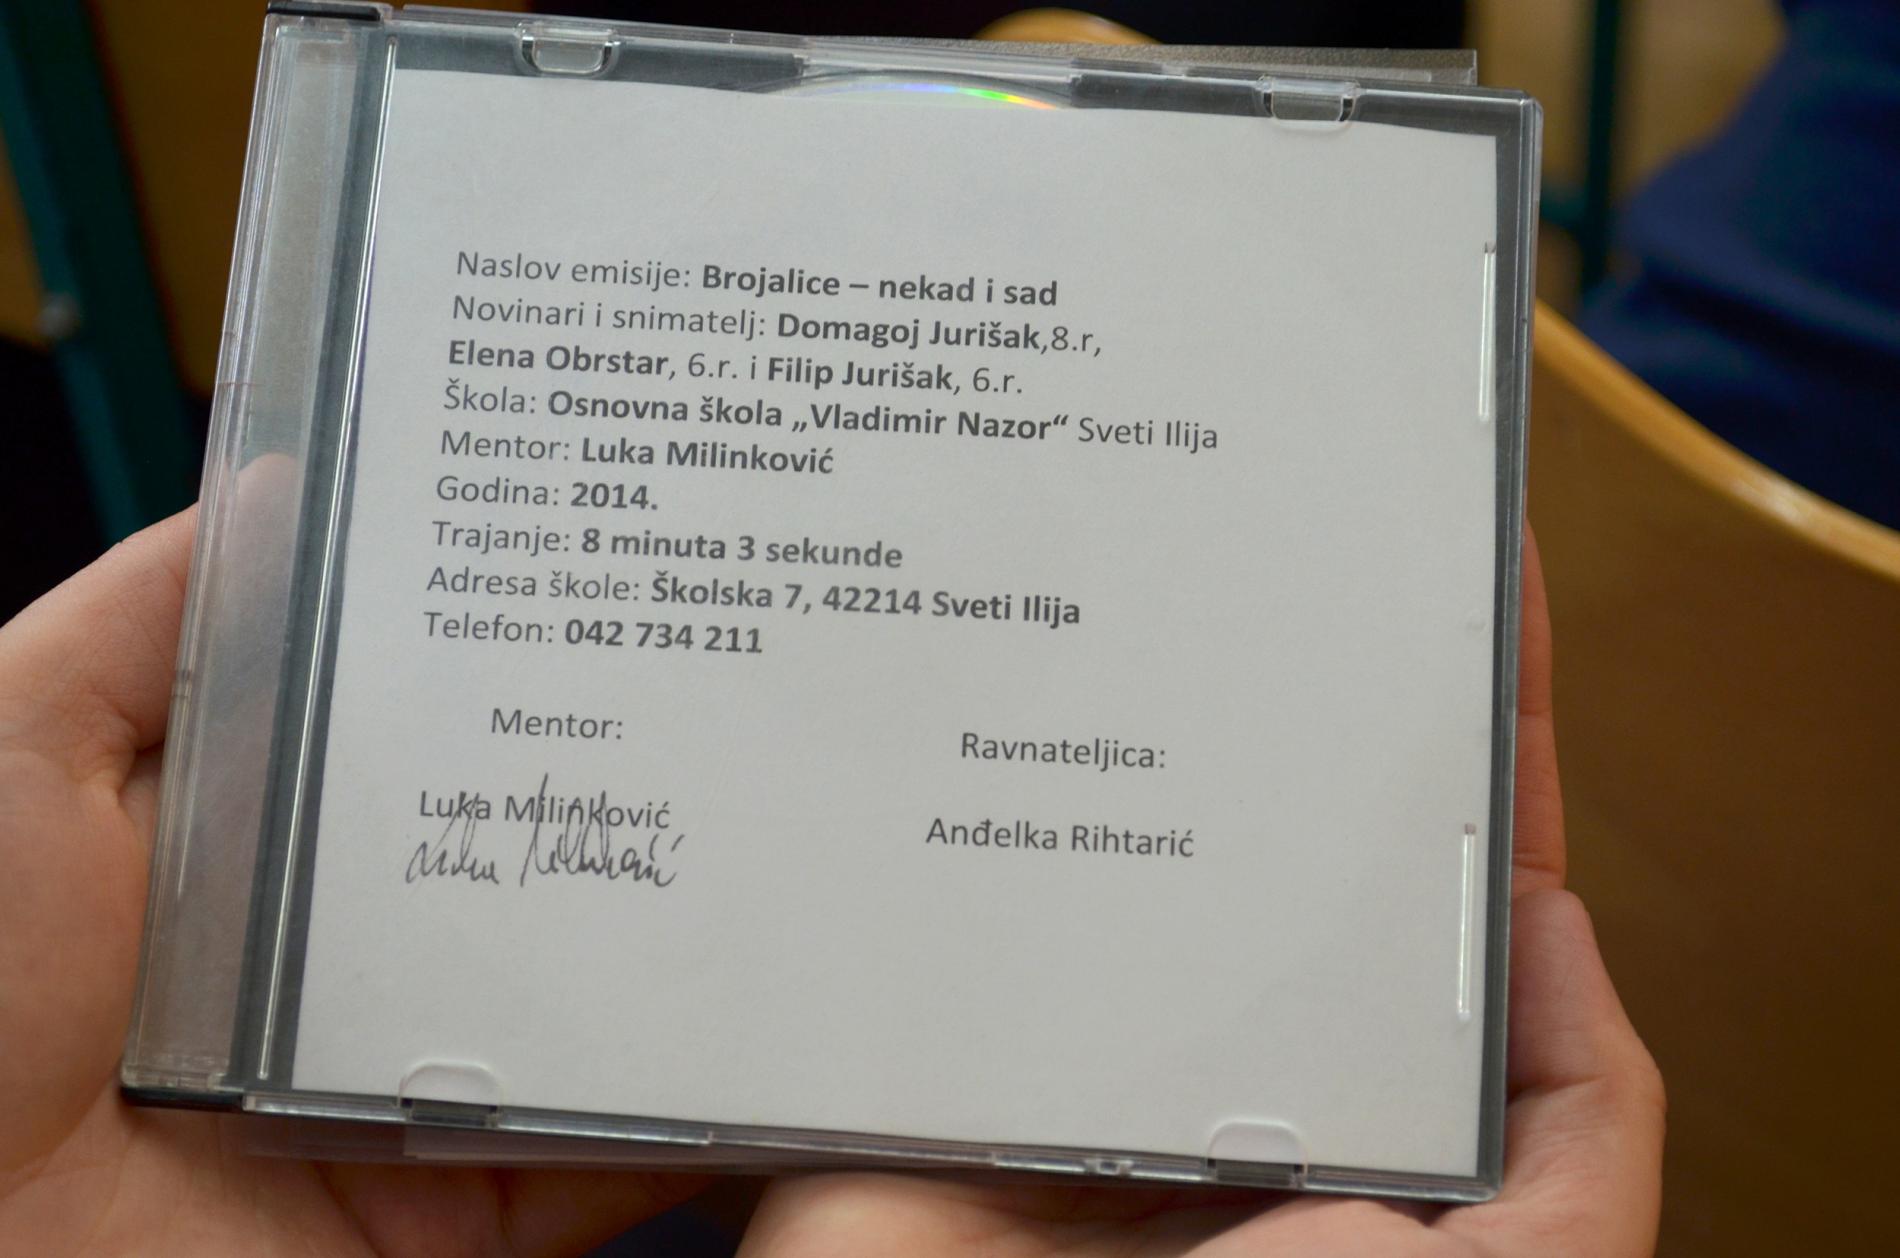 Naslov emisije: Brojalice – nekad i sad
Novinari i snimatelj: Domagoj Jurišak,8.r,
Elena Obrstar, 6.r. i Filip Jurišak, 6.r.
Škola: Osnovna škola „Vladimir Nazor“ Sveti Ilija
Mentor: Luka Milinković
Godina: 2014.
Trajanje: 8 minuta 3 sekunde
Adresa škole: Školska 7, 42214 Sveti Ilija
Telefon: 042 734 211
Mentor:
Ravnateljica:
Luka Milinković
Anđelka Rihtarić
Luka Milinković